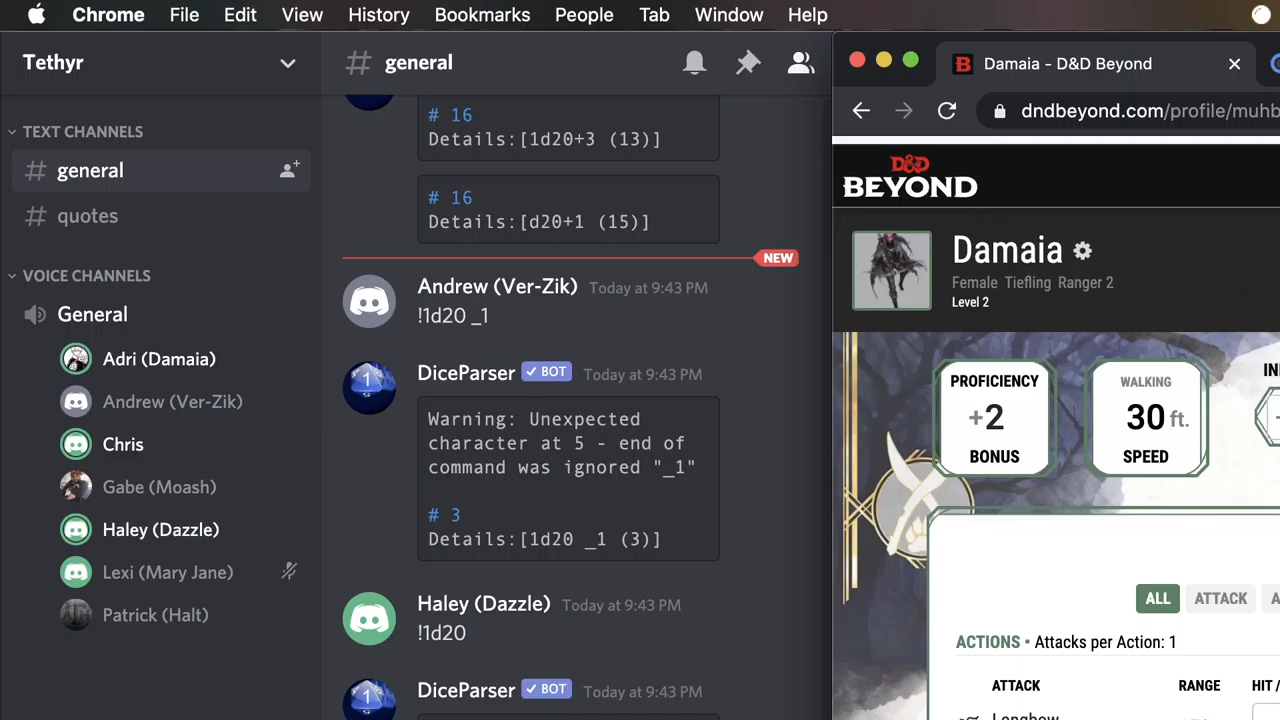 Chrome File Edit View History Bookmarks People Tab Window Help
Tethyr
TEXT CHANNELS
general
quotes
VOICE CHANNELS
General
Adri (Damaia)
Andrew (Ver-Zik)
Chris
Gabe (Moash)
Haley (Dazzle)
Lexi (Mary Jane)
Patrick (Halt)
# general
# 16
Details:[1d20+3 (13)]
# 16
Details:[d20+1 (15)]
NEW
Andrew (Ver-Zik) Today at 9:43 PM
!1d20 _1
1
DiceParser ✓ BOT Today at 9:43 PM
Warning: Unexpected
character at 5 - end of
command was ignored "_1"
# 3
Details:[1d20 _1 (3)]
Haley (Dazzle) Today at 9:43 PM
!1d20
1
DiceParser ✓ BOT Today at 9:43 PM
B Damaia - D&D Beyond
dndbeyond.com/profile/muhb
D&D
BEYOND
Damaia
Female Tiefling Ranger 2
Level 2
PROFICIENCY
+2
BONUS
WALKING
30 ft.
SPEED
ALL ATTACK
ACTIONS • Attacks per Action: 1
ATTACK RANGE HIT /
Longbow